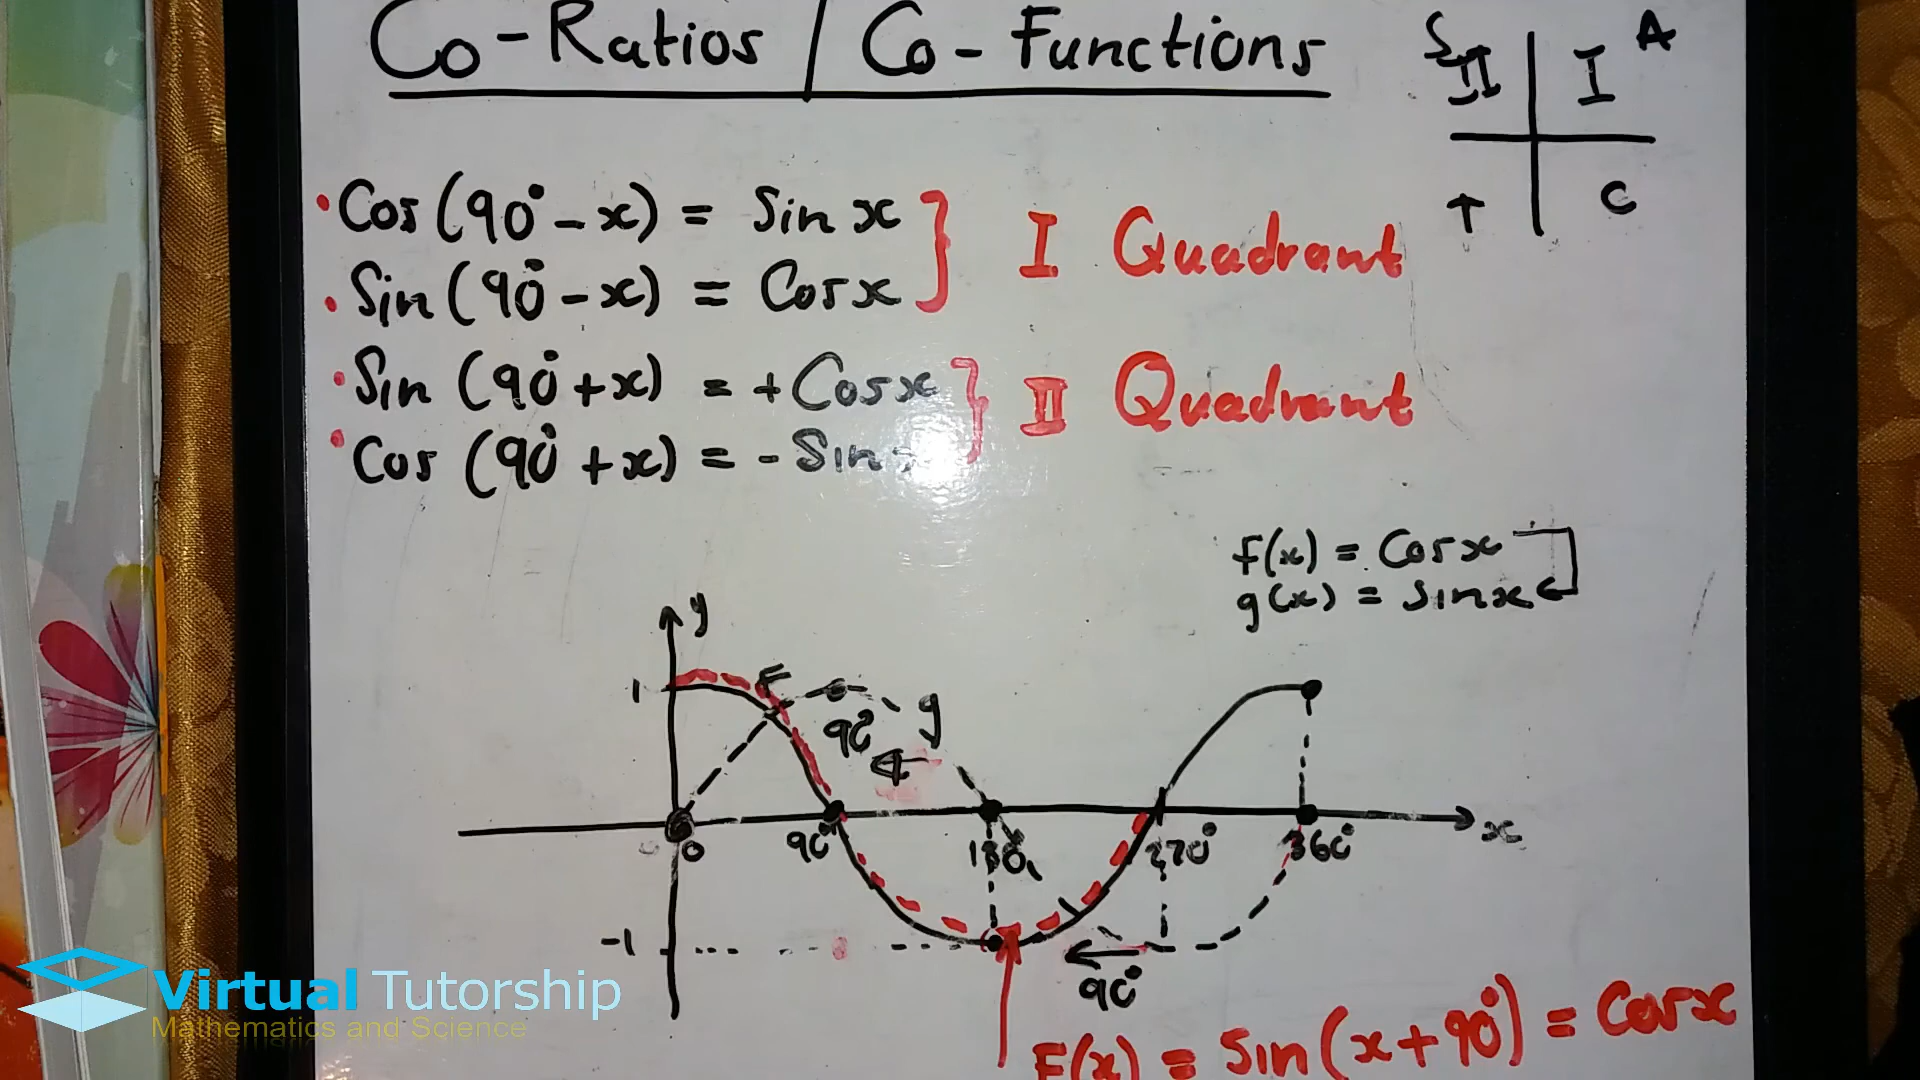 Co-Ratios / Co-Functions
S II I A
T C
• Cos (90° - x) = Sin x
• Sin (90° - x) = Cos x
I Quadrant
• Sin (90° + x) = + Cos x
• Cos (90° + x) = - Sin
II Quadrant
f(x) = Cos x
g(x) = Sin x
y
1
F
g
90°
0
90°
180°
270°
360°
x
-1
90°
F(x) = Sin (x + 90°) = Cos x
Virtual Tutorship
Mathematics and Science